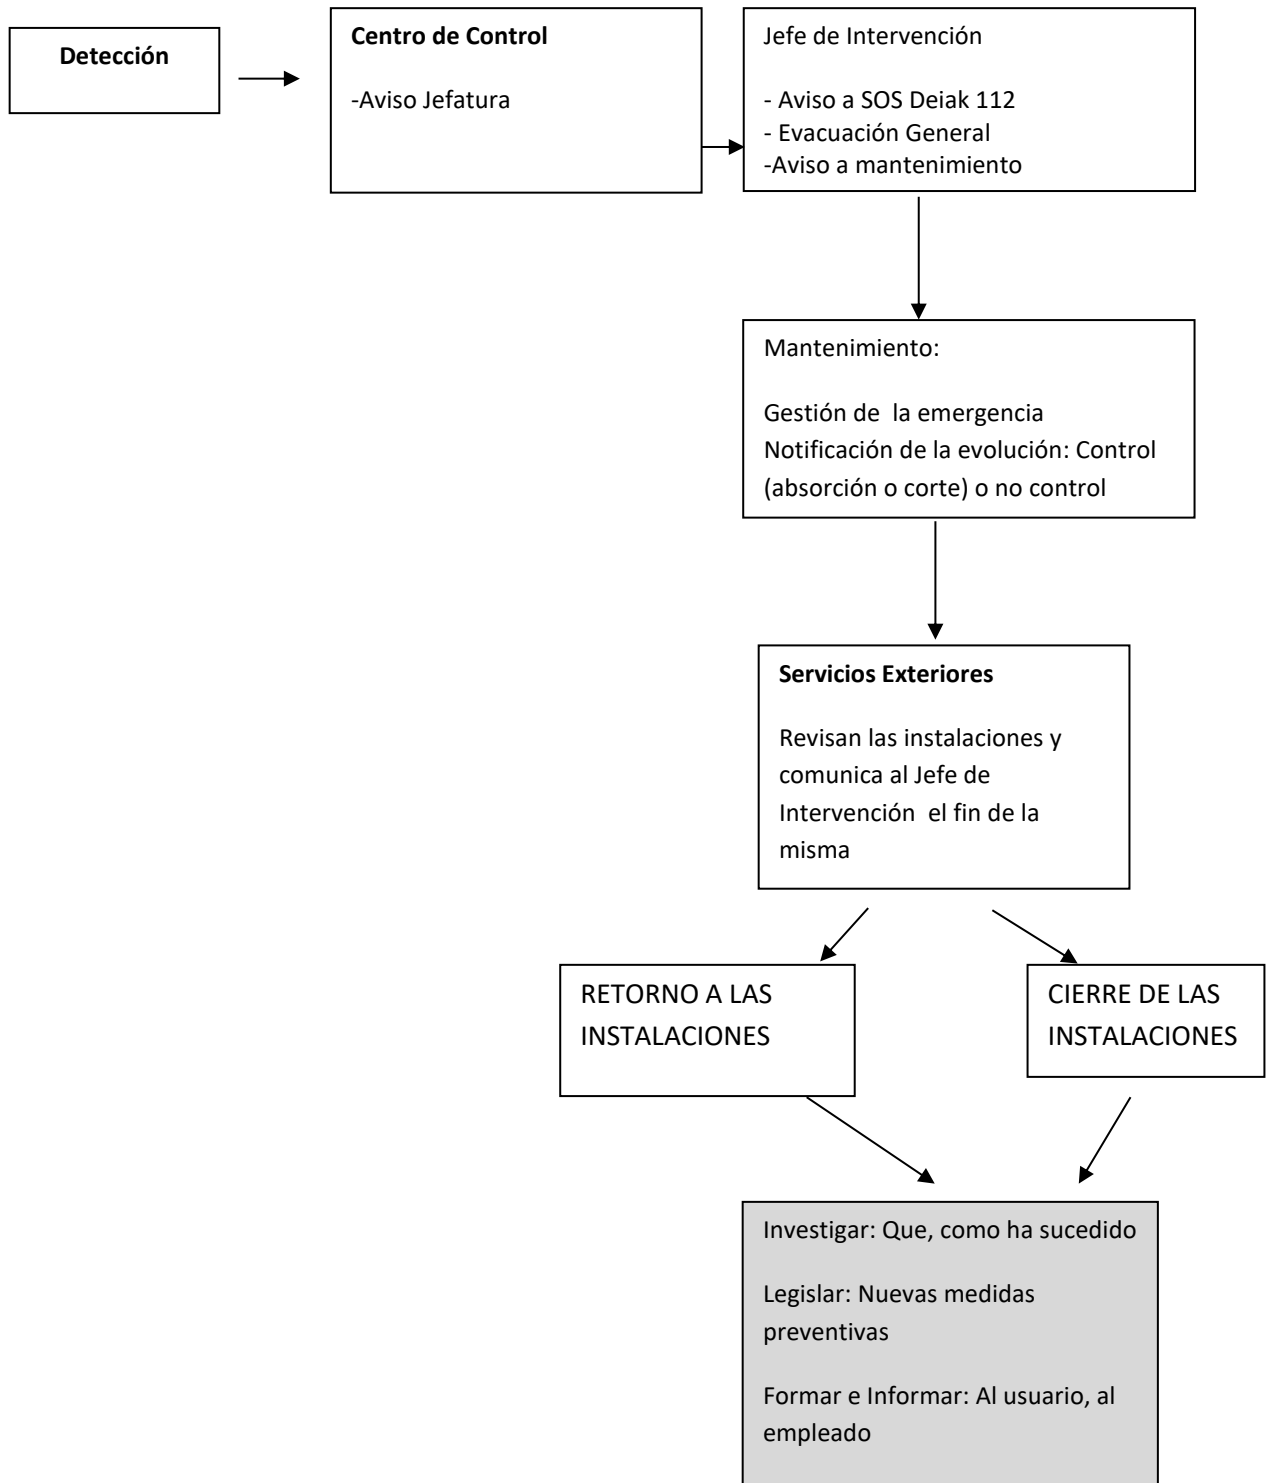 Detección
Centro de Control
-Aviso Jefatura
Jefe de Intervención
- Aviso a SOS Deiak 112
- Evacuación General
-Aviso a mantenimiento
Mantenimiento:
Gestión de  la emergencia
Notificación de la evolución: Control
(absorción o corte) o no control
Servicios Exteriores
Revisan las instalaciones y
comunica al Jefe de
Intervención  el fin de la
misma
RETORNO A LAS
INSTALACIONES
CIERRE DE LAS
INSTALACIONES
Investigar: Que, como ha sucedido
Legislar: Nuevas medidas
preventivas
Formar e Informar: Al usuario, al
empleado